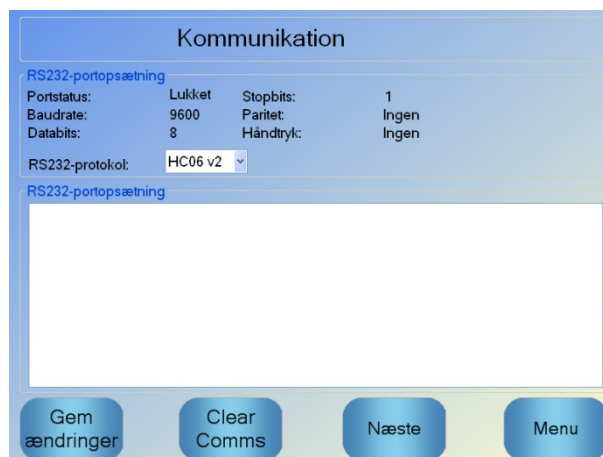 Kommunikation
RS232-portopsætning
Portstatus: Lukket Stopbits: 1
Baudrate: 9600 Paritet: Ingen
Databits: 8 Håndtryk: Ingen
RS232-protokol: HC06 v2
RS232-portopsætning
Gem ændringer
Clear Comms
Næste
Menu